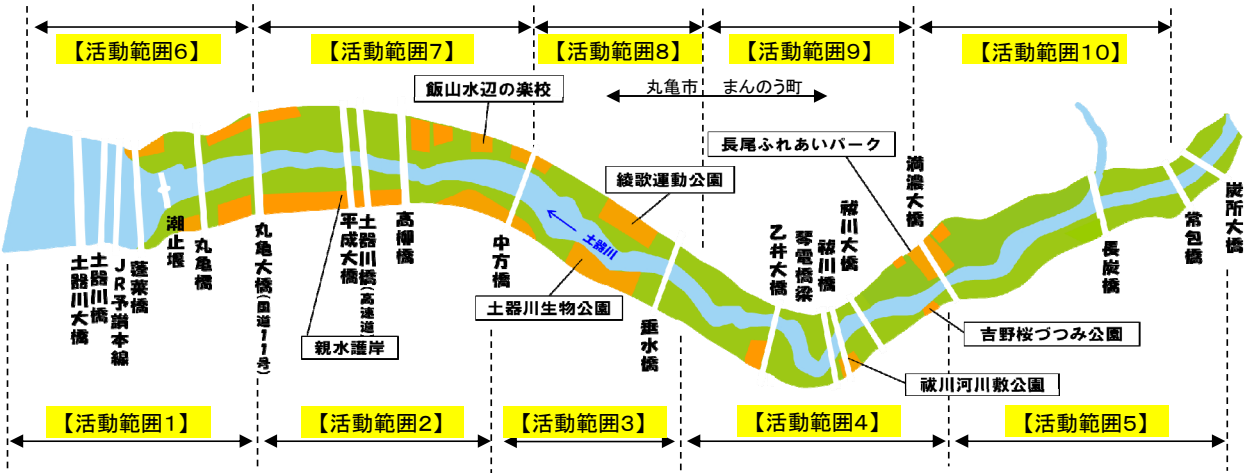 【活動範囲6】
【活動範囲7】
【活動範囲8】
【活動範囲9】
【活動範囲10】
丸亀市
まんのう町
飯山水辺の楽校
長尾ふれあいパーク
綾歌運動公園
満濃大橋
土器川
潮止堰
丸亀橋
蓬莱橋
JR予讃本線
土器川橋
土器川大橋
丸亀大橋(国道11号)
平成大橋
土器川橋(高速道)
高柳橋
中方橋
垂水橋
乙井大橋
琴電橋梁
祓川橋
祓川大橋
長炭橋
常包橋
炭所大橋
土器川生物公園
親水護岸
吉野桜づつみ公園
祓川河川敷公園
【活動範囲1】
【活動範囲2】
【活動範囲3】
【活動範囲4】
【活動範囲5】